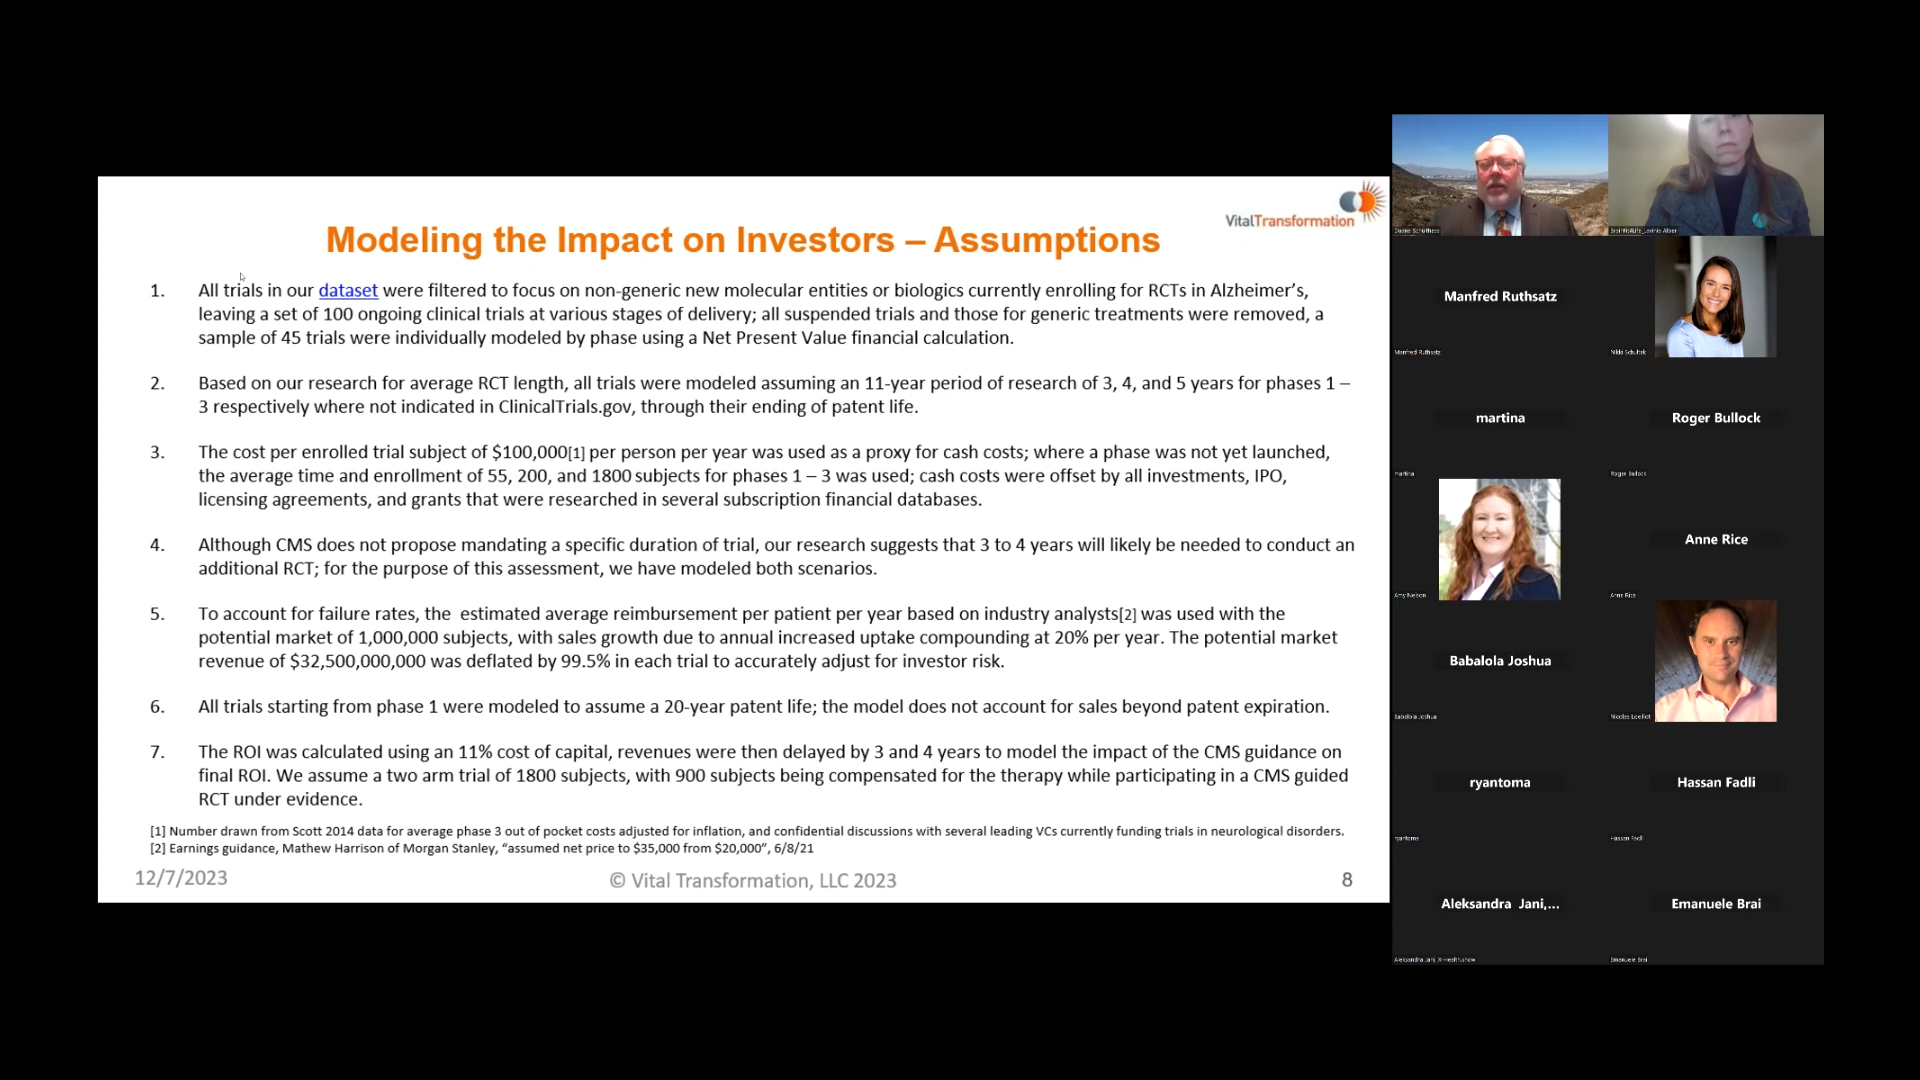 VitalTransformation
Modeling the Impact on Investors – Assumptions
1. All trials in our dataset were filtered to focus on non-generic new molecular entities or biologics currently enrolling for RCTs in Alzheimer's,
leaving a set of 100 ongoing clinical trials at various stages of delivery; all suspended trials and those for generic treatments were removed, a
sample of 45 trials were individually modeled by phase using a Net Present Value financial calculation.
2. Based on our research for average RCT length, all trials were modeled assuming an 11-year period of research of 3, 4, and 5 years for phases 1 –
3 respectively where not indicated in ClinicalTrials.gov, through their ending of patent life.
3. The cost per enrolled trial subject of $100,000[1] per person per year was used as a proxy for cash costs; where a phase was not yet launched,
the average time and enrollment of 55, 200, and 1800 subjects for phases 1 – 3 was used; cash costs were offset by all investments, IPO,
licensing agreements, and grants that were researched in several subscription financial databases.
4. Although CMS does not propose mandating a specific duration of trial, our research suggests that 3 to 4 years will likely be needed to conduct an
additional RCT; for the purpose of this assessment, we have modeled both scenarios.
5. To account for failure rates, the estimated average reimbursement per patient per year based on industry analysts[2] was used with the
potential market of 1,000,000 subjects, with sales growth due to annual increased uptake compounding at 20% per year. The potential market
revenue of $32,500,000,000 was deflated by 99.5% in each trial to accurately adjust for investor risk.
6. All trials starting from phase 1 were modeled to assume a 20-year patent life; the model does not account for sales beyond patent expiration.
7. The ROI was calculated using an 11% cost of capital, revenues were then delayed by 3 and 4 years to model the impact of the CMS guidance on
final ROI. We assume a two arm trial of 1800 subjects, with 900 subjects being compensated for the therapy while participating in a CMS guided
RCT under evidence.
[1] Number drawn from Scott 2014 data for average phase 3 out of pocket costs adjusted for inflation, and confidential discussions with several leading VCs currently funding trials in neurological disorders.
[2] Earnings guidance, Mathew Harrison of Morgan Stanley, “assumed net price to $35,000 from $20,000”, 6/8/21
12/7/2023
© Vital Transformation, LLC 2023
8
Manfred Ruthsatz
Manfred Ruthsatz
martina
Roger Bullock
martina
Roger Bullock
Anne Rice
Amy Nelson
Anne Rice
Babalola Joshua
Babalola Joshua
ryantoma
Hassan Fadli
ryantoma
Hassan Fadli
Aleksandra Jani,...
Emanuele Brai
Emanuele Brai